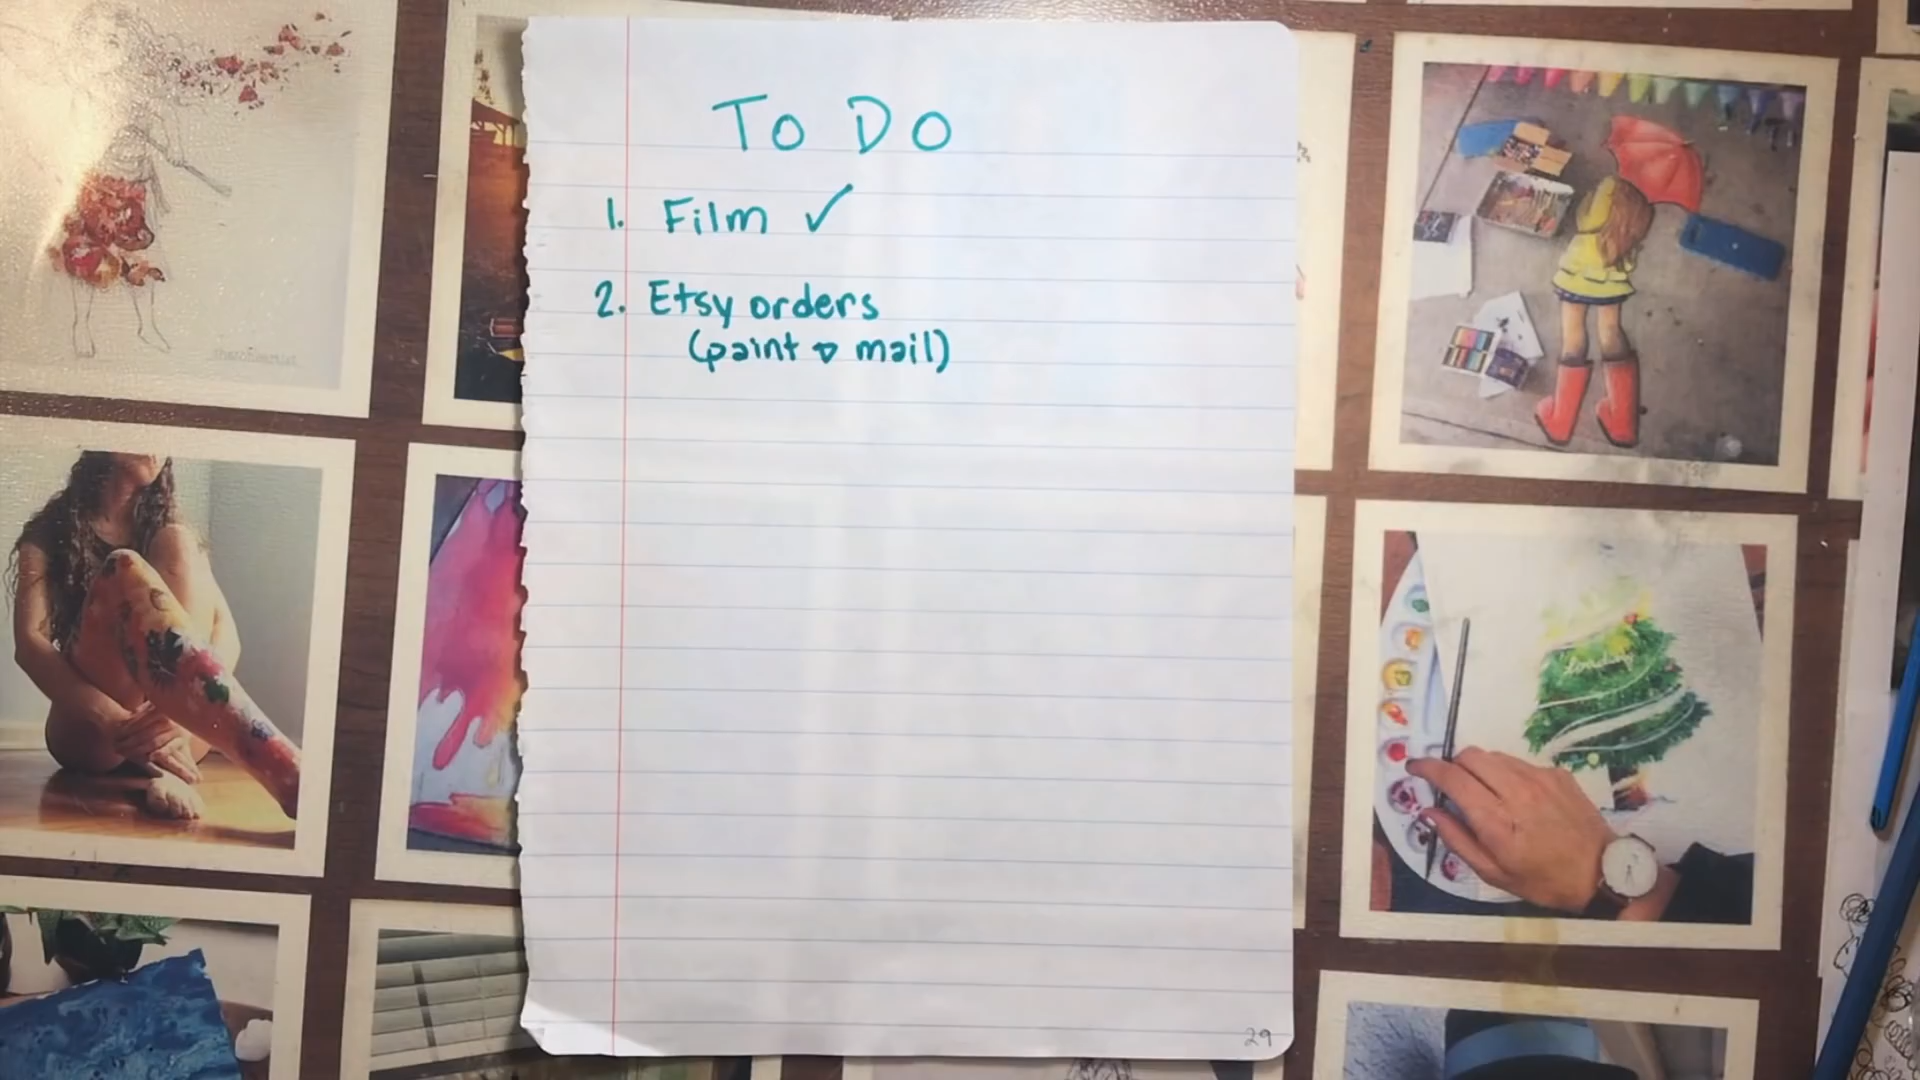 To Do
1. Film ✓
2. Etsy orders
(paint & mail)
29